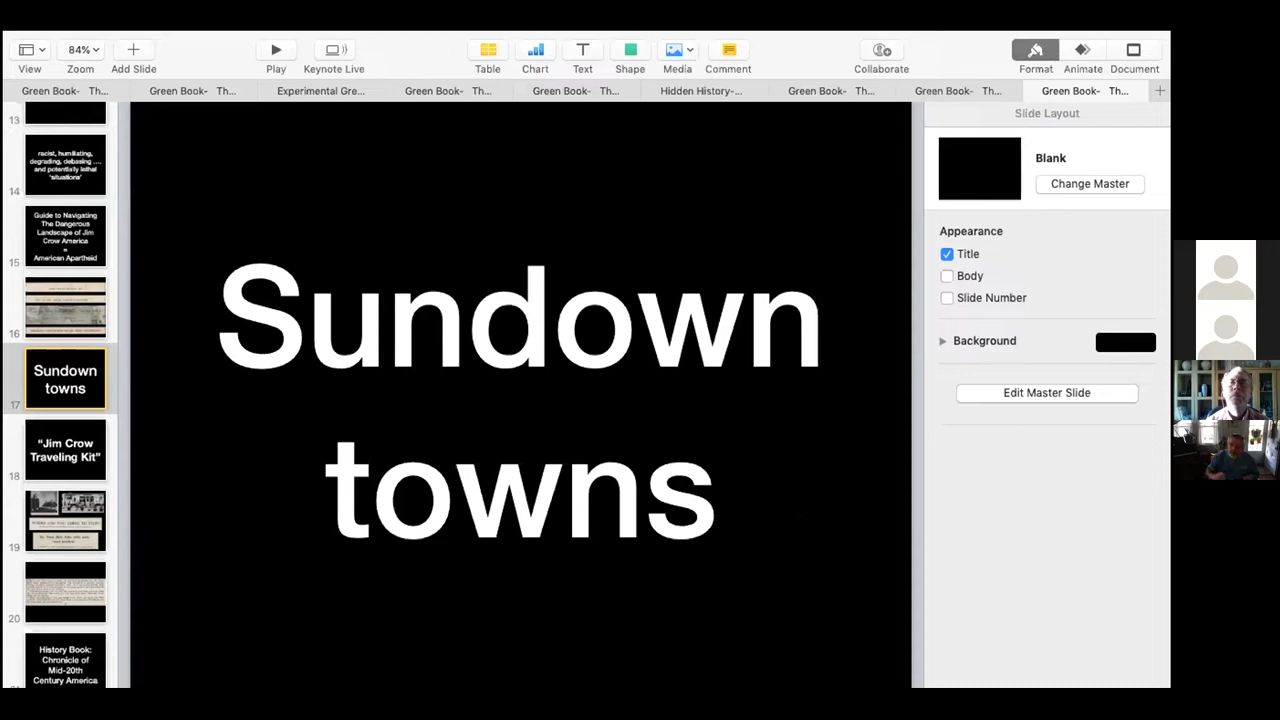 View
84%
Zoom
Add Slide
Play
Keynote Live
Table
Chart
Text
Shape
Media
Comment
Collaborate
Format
Animate
Document
Green Book- Th...
Green Book- Th...
Experimental Gre...
Green Book- Th...
Green Book- Th...
Hidden History-...
Green Book- Th...
Green Book- Th...
Green Book- Th...
13
racist, humiliating,
degrading, debasing ....
and potentially lethal
"situations"
14
Guide to Navigating
The Dangerous
Landscape of Jim
Crow America
=
American Apartheid
15
16
Sundown
towns
17
"Jim Crow
Traveling Kit"
18
19
20
History Book:
Chronicle of
Mid-20th
Century America
Sundown
towns
Slide Layout
Blank
Change Master
Appearance
Title
Body
Slide Number
Background
Edit Master Slide